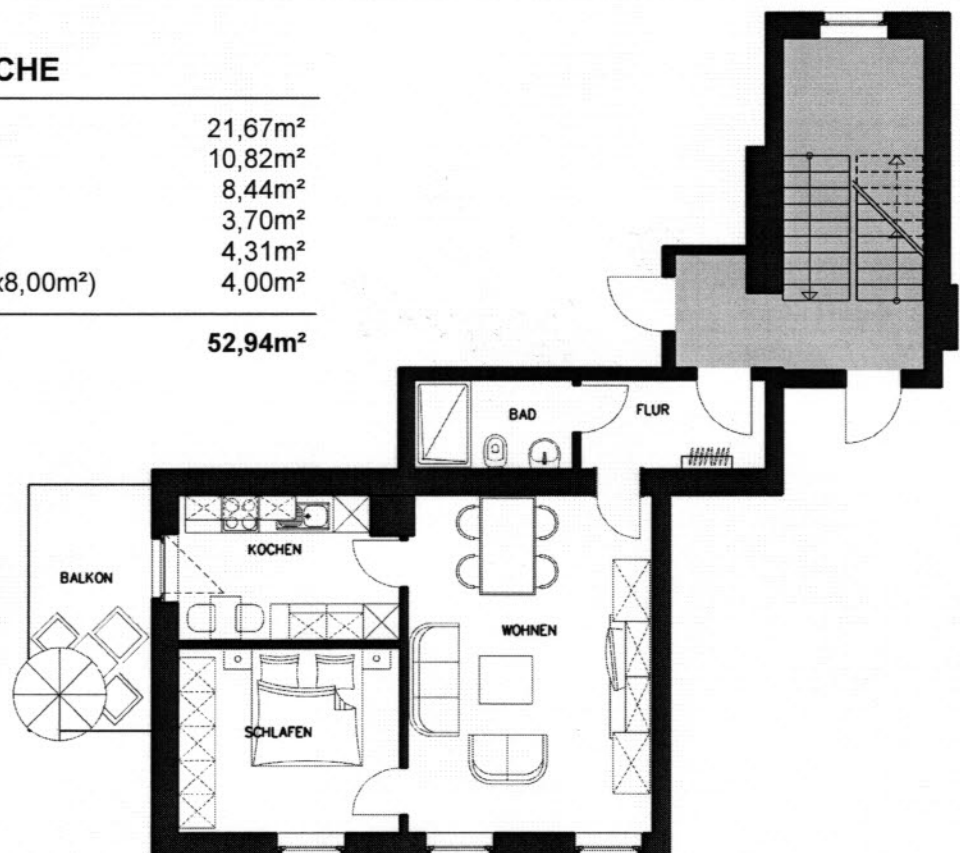 CHE
21,67m²
10,82m²
8,44m²
3,70m²
4,31m²
x8,00m²) 4,00m²
52,94m²
BAD
FLUR
KOCHEN
BALKON
WOHNEN
SCHLAFEN